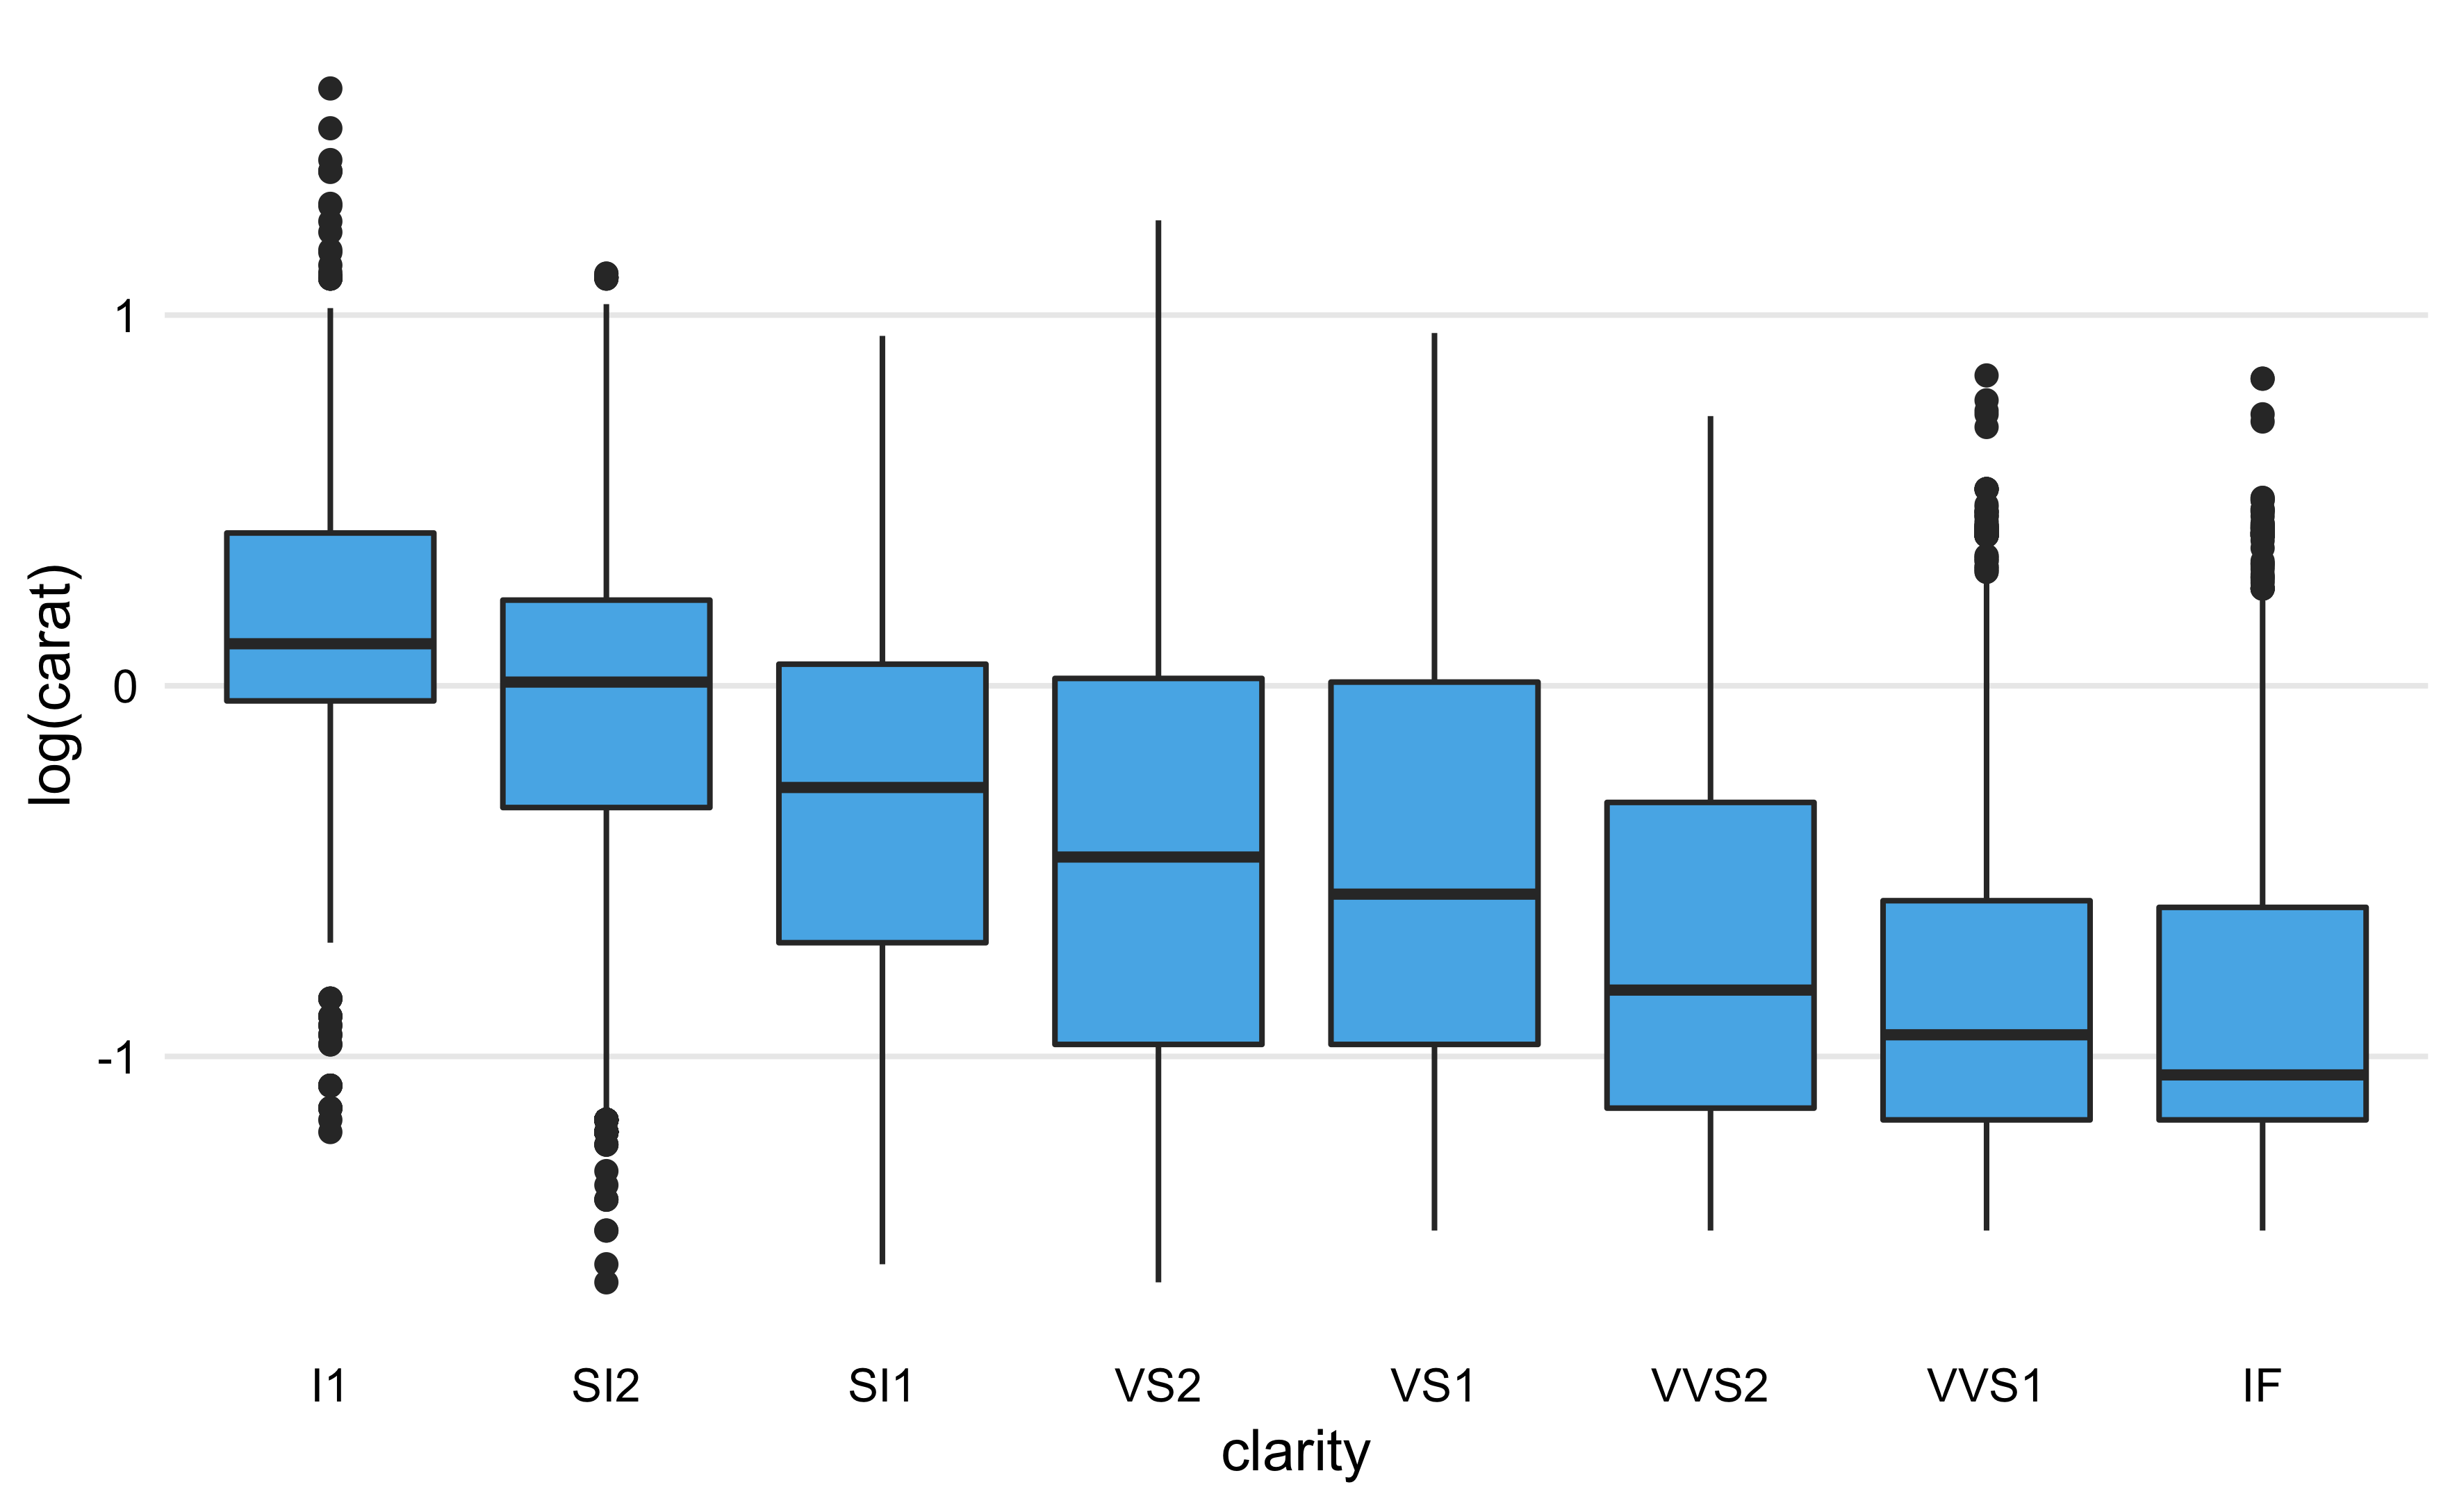 log(carat)
1
0
-1
I1 SI2 SI1 VS2 VS1 VVS2 VVS1 IF
clarity